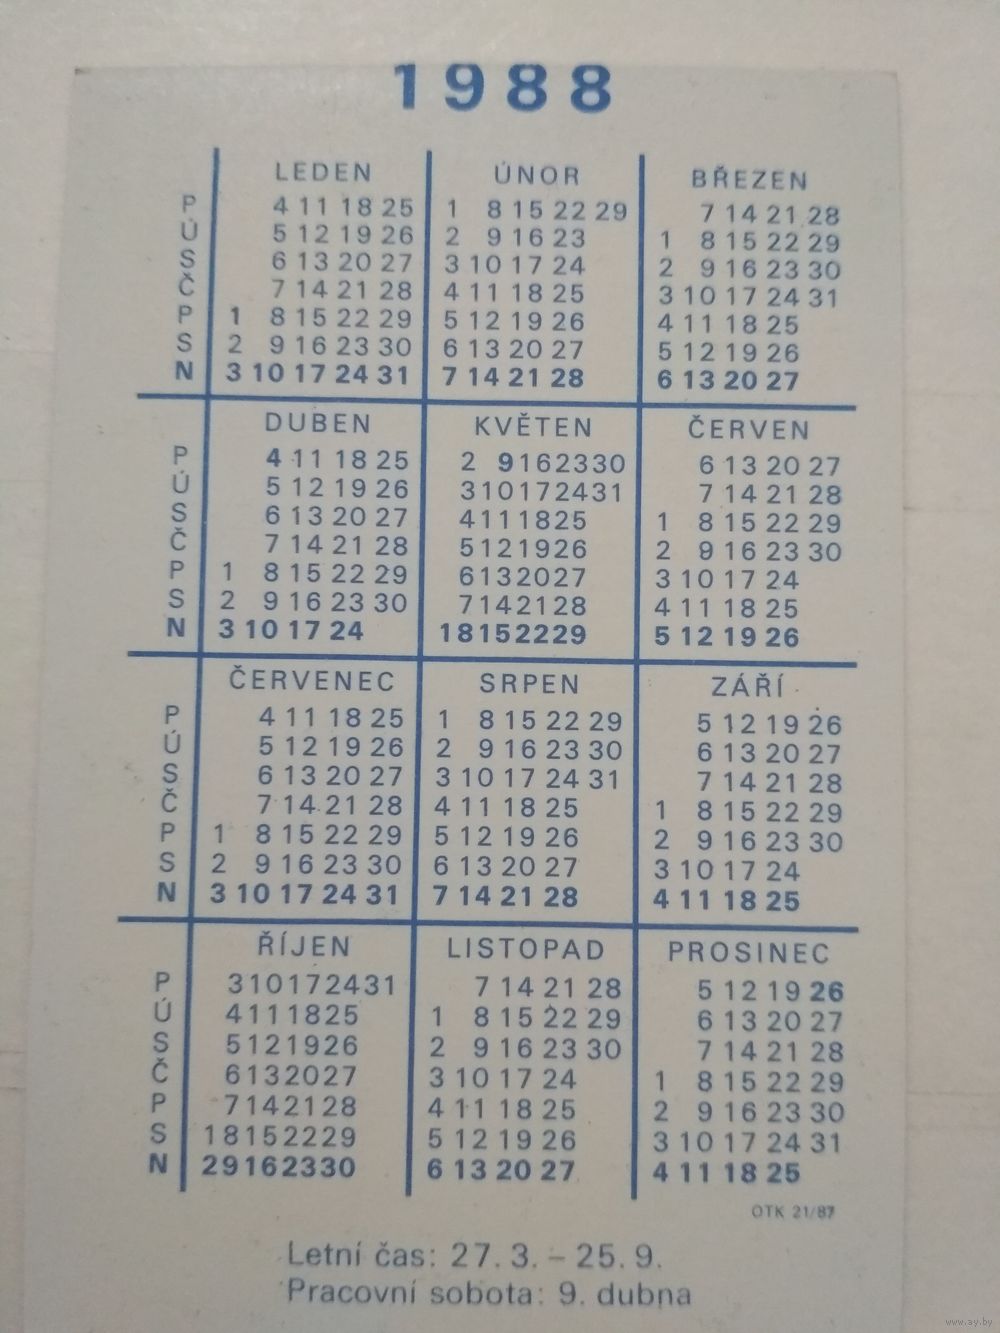 1988
LEDEN ÚNOR BŘEZEN
P 4 11 18 25 1 8 15 22 29 7 14 21 28
Ú 5 12 19 26 2 9 16 23 1 8 15 22 29
S 6 13 20 27 3 10 17 24 2 9 16 23 30
Č 7 14 21 28 4 11 18 25 3 10 17 24 31
P 1 8 15 22 29 5 12 19 26 4 11 18 25
S 2 9 16 23 30 6 13 20 27 5 12 19 26
N 3 10 17 24 31 7 14 21 28 6 13 20 27
DUBEN KVĚTEN ČERVEN
P 4 11 18 25 2 9 16 23 30 6 13 20 27
Ú 5 12 19 26 3 10 17 24 31 7 14 21 28
S 6 13 20 27 4 11 18 25 1 8 15 22 29
Č 7 14 21 28 5 12 19 26 2 9 16 23 30
P 1 8 15 22 29 6 13 20 27 3 10 17 24
S 2 9 16 23 30 7 14 21 28 4 11 18 25
N 3 10 17 24 1 8 15 22 29 5 12 19 26
ČERVENEC SRPEN ZÁŘÍ
P 4 11 18 25 1 8 15 22 29 5 12 19 26
Ú 5 12 19 26 2 9 16 23 30 6 13 20 27
S 6 13 20 27 3 10 17 24 31 7 14 21 28
Č 7 14 21 28 4 11 18 25 1 8 15 22 29
P 1 8 15 22 29 5 12 19 26 2 9 16 23 30
S 2 9 16 23 30 6 13 20 27 3 10 17 24
N 3 10 17 24 31 7 14 21 28 4 11 18 25
ŘÍJEN LISTOPAD PROSINEC
P 3 10 17 24 31 7 14 21 28 5 12 19 26
Ú 4 11 18 25 1 8 15 22 29 6 13 20 27
S 5 12 19 26 2 9 16 23 30 7 14 21 28
Č 6 13 20 27 3 10 17 24 1 8 15 22 29
P 7 14 21 28 4 11 18 25 2 9 16 23 30
S 1 8 15 22 29 5 12 19 26 3 10 17 24 31
N 2 9 16 23 30 6 13 20 27 4 11 18 25
OTK 21/87
Letní čas: 27. 3. – 25. 9.
Pracovní sobota: 9. dubna
www.ay.by